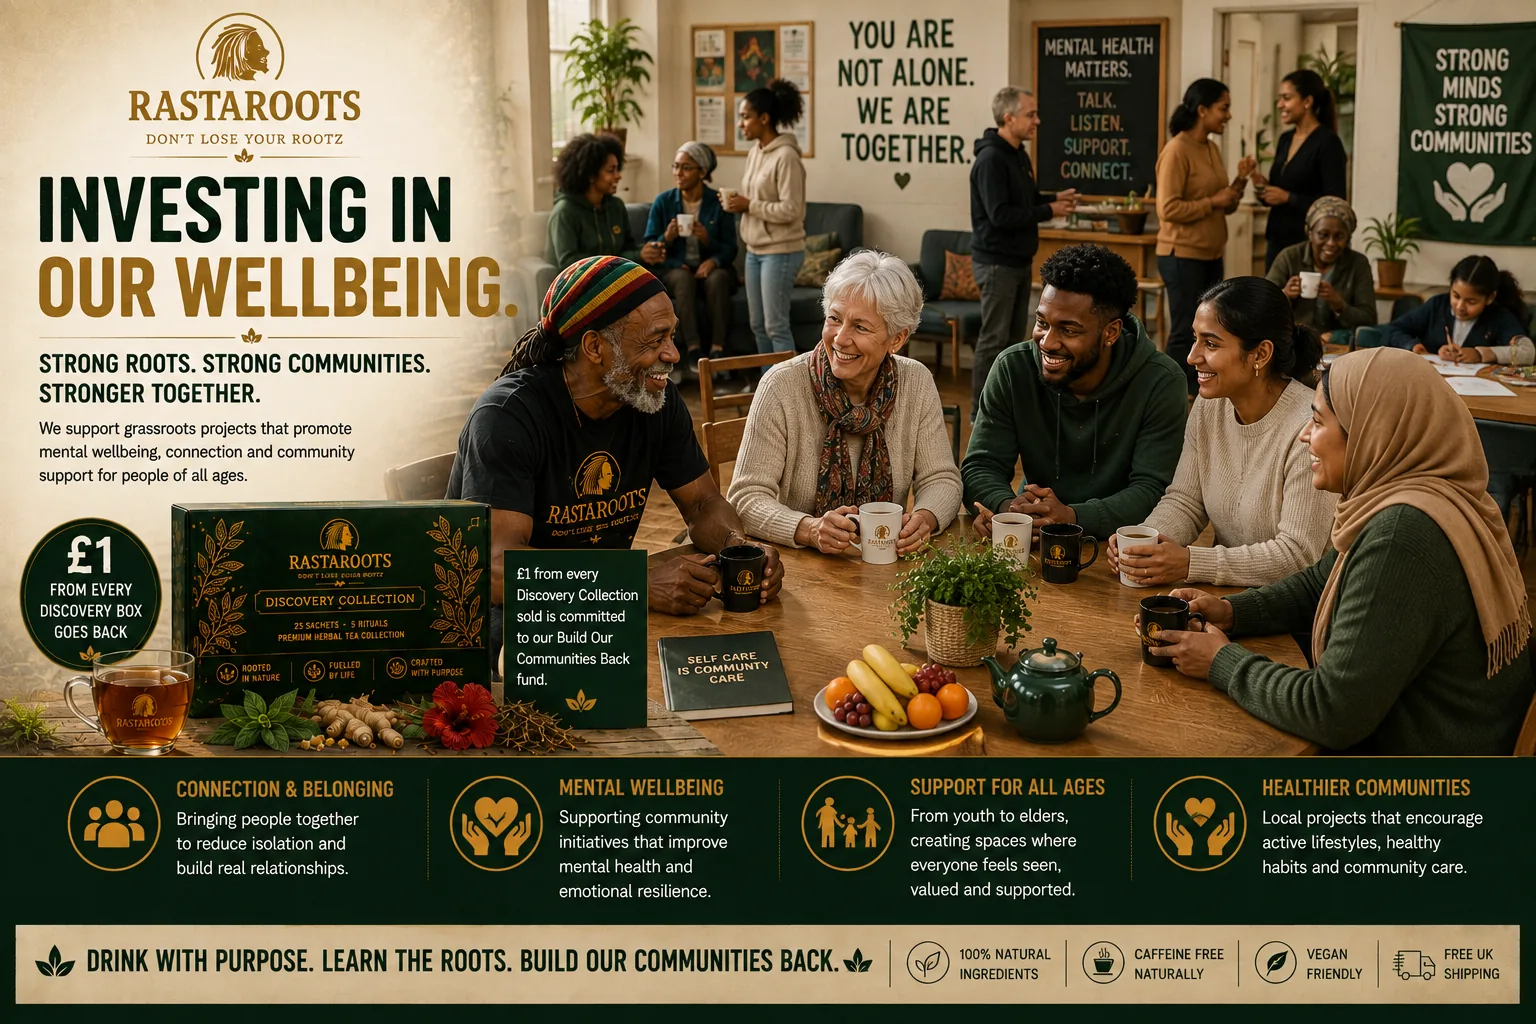 RASTAROOTS
DON'T LOSE YOUR ROOTZ
INVESTING IN
OUR WELLBEING.
STRONG ROOTS. STRONG COMMUNITIES.
STRONGER TOGETHER.
We support grassroots projects that promote
mental wellbeing, connection and community
support for people of all ages.
£1
FROM EVERY
DISCOVERY BOX
GOES BACK
RASTAROOTS
DISCOVERY COLLECTION
25 SACHETS - 5 RITUALS
PREMIUM HERBAL TEA COLLECTION
ROOTED
IN NATURE
FUELLED
BY LIFE
CRAFTED
WITH PURPOSE
RASTAROOTS
£1 from every
Discovery Collection
sold is committed
to our Build Our
Communities Back
fund.
YOU ARE
NOT ALONE.
WE ARE
TOGETHER.
MENTAL HEALTH
MATTERS.
TALK.
LISTEN.
SUPPORT.
CONNECT.
STRONG
MINDS
STRONG
COMMUNITIES
RASTAROOTS
SELF CARE
IS COMMUNTY
CARE
CONNECTION & BELONGING
Bringing people together
to reduce isolation and
build real relationships.
MENTAL WELLBEING
Supporting community
initiatives that improve
mental health and
emotional resilience.
SUPPORT FOR ALL AGES
From youth to elders,
creating spaces where
everyone feels seen,
valued and supported.
HEALTHIER COMMUNITIES
Local projects that encourage
active lifestyles, healthy
habits and community care.
DRINK WITH PURPOSE. LEARN THE ROOTS. BUILD OUR COMMUNITIES BACK.
100% NATURAL
INGREDIENTS
CAFFEINE FREE
NATURALLY
VEGAN
FRIENDLY
FREE UK
SHIPPING